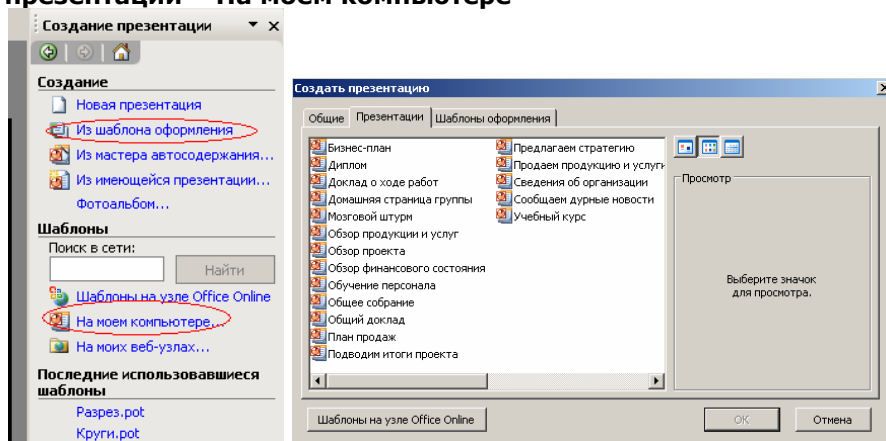 презентации – На моем компьютере
Создание презентации
Создание
Новая презентация
Из шаблона оформления
Из мастера автосодержания...
Из имеющейся презентации...
Фотоальбом...
Шаблоны
Поиск в сети:
Найти
Шаблоны на узле Office Online
На моем компьютере...
На моих веб-узлах...
Последние использовавшиеся
шаблоны
Разрез.pot
Круги.pot
Создать презентацию
Общие Презентации Шаблоны оформления
Бизнес-план
Диплом
Доклад о ходе работ
Домашняя страница группы
Мозговой штурм
Обзор продукции и услуг
Обзор проекта
Обзор финансового состояния
Обучение персонала
Общее собрание
Общий доклад
План продаж
Подводим итоги проекта
Предлагаем стратегию
Продаем продукцию и услуги
Сведения об организации
Сообщаем дурные новости
Учебный курс
Просмотр
Выберите значок
для просмотра.
Шаблоны на узле Office Online
ОК
Отмена